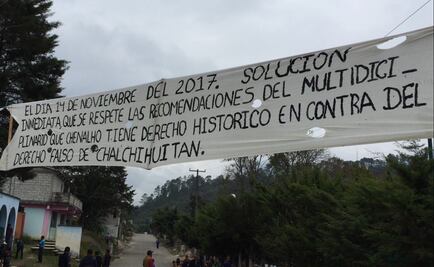 EL DIA 14 DE NOVIEMBRE DEL 2017. SOLUCION
INMEDIATA QUE SE RESPETE LAS RECOMENDACIONES DEL MULTIDICI-
PLINARIO QUE CHENALHO TIENE DERECHO HISTORICO EN CONTRA DEL
DERECHO "FALSO DE "CHALCHIHUITAN.